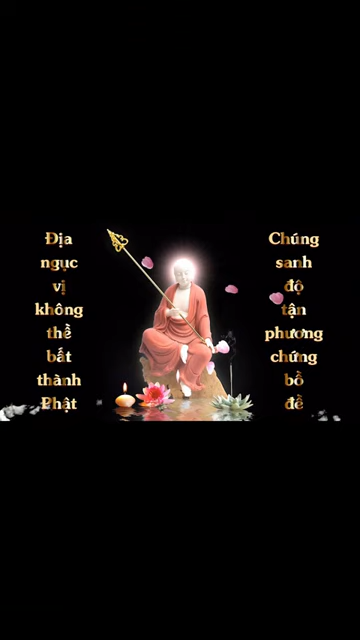 Địa
ngục
vị
không
thề
bất
thành
Phật
Chúng
sanh
độ
tận
phương
chứng
bồ
đề